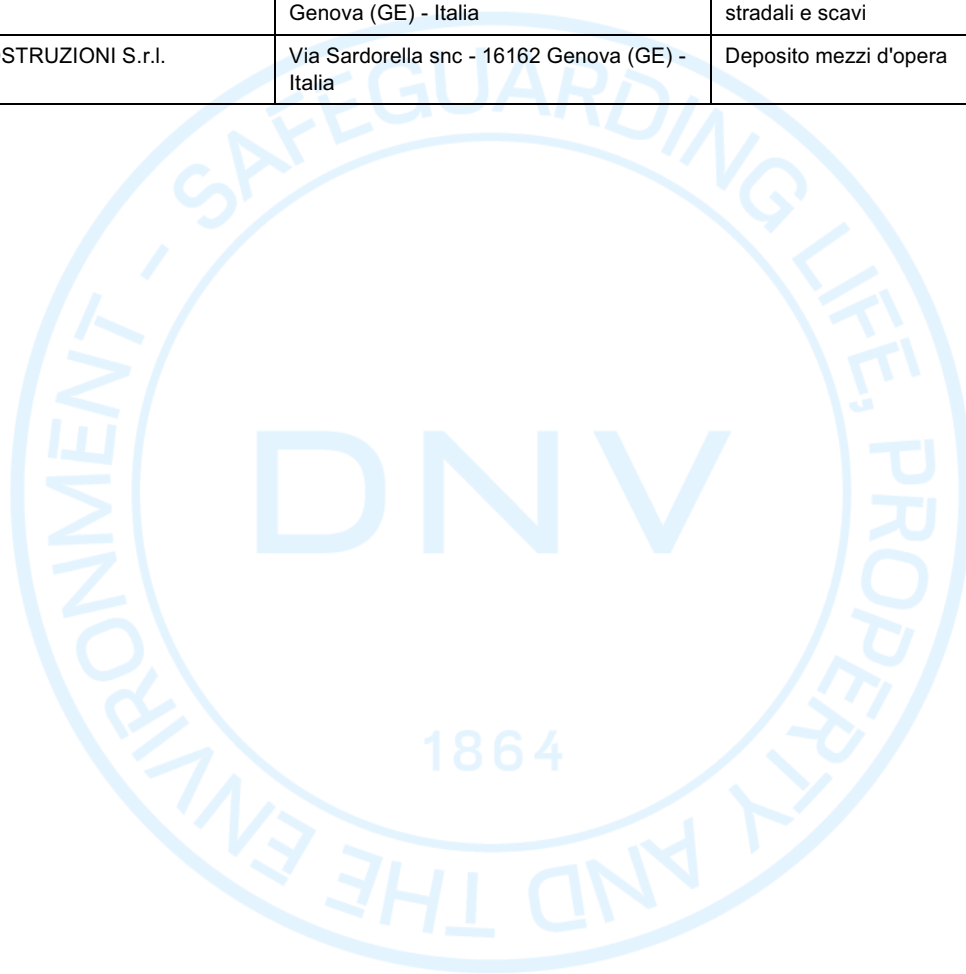 Genova (GE) - Italia
stradali e scavi
STRUZIONI S.r.l.
Via Sardorella snc - 16162 Genova (GE) -
Italia
Deposito mezzi d'opera
SAFEGUARDING LIFE, PROPERTY AND THE ENVIRONMENT -
DNV
1864